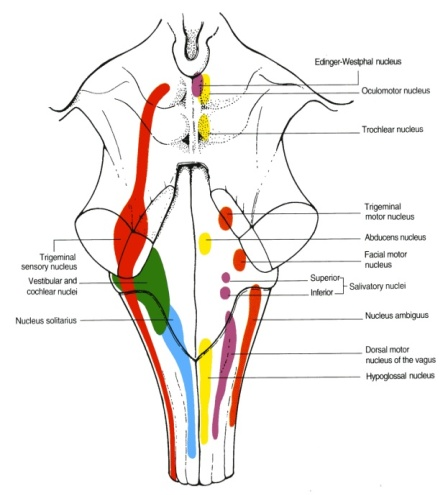 Edinger-Westphal nucleus
Oculomotor nucleus
Trochlear nucleus
Trigeminal
motor nucleus
Abducens nucleus
Facial motor
nucleus
Superior
Inferior
Salivatory nuclei
Nucleus ambiguus
Dorsal motor
nucleus of the vagus
Hypoglossal nucleus
Trigeminal
sensory nucleus
Vestibular and
cochlear nuclei
Nucleus solitarius